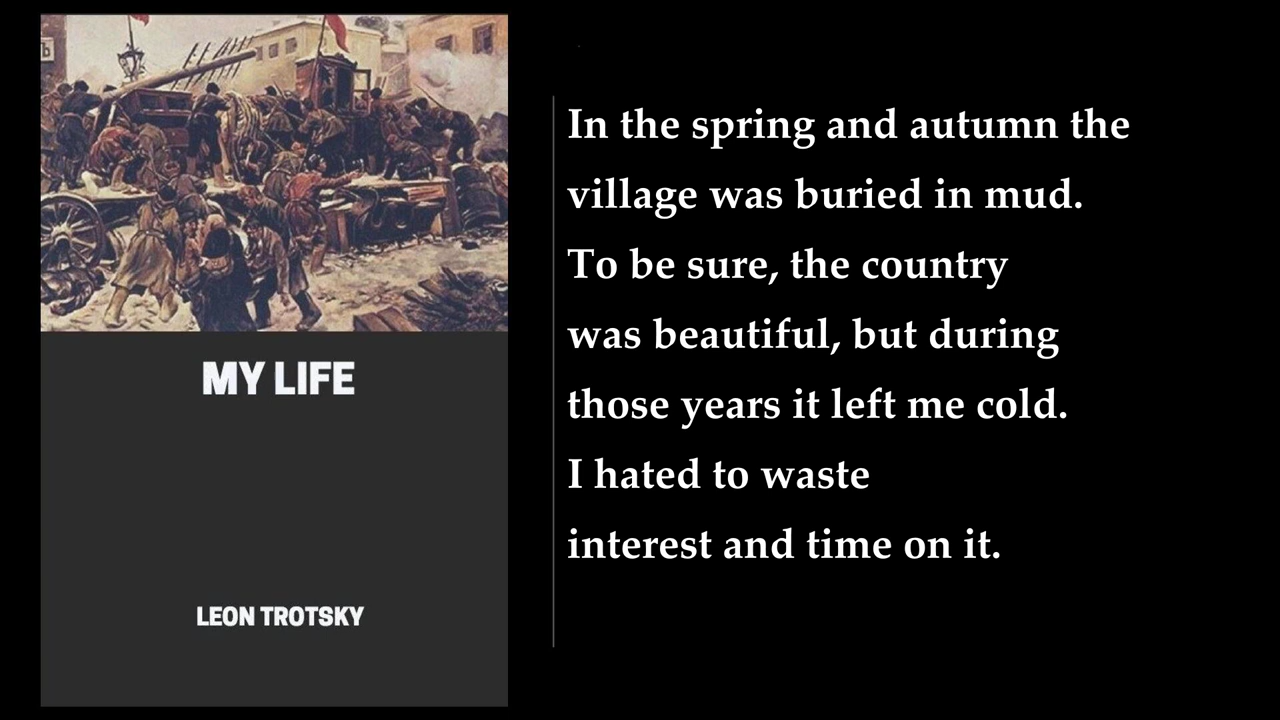 MY LIFE
LEON TROTSKY
In the spring and autumn the
village was buried in mud.
To be sure, the country
was beautiful, but during
those years it left me cold.
I hated to waste
interest and time on it.